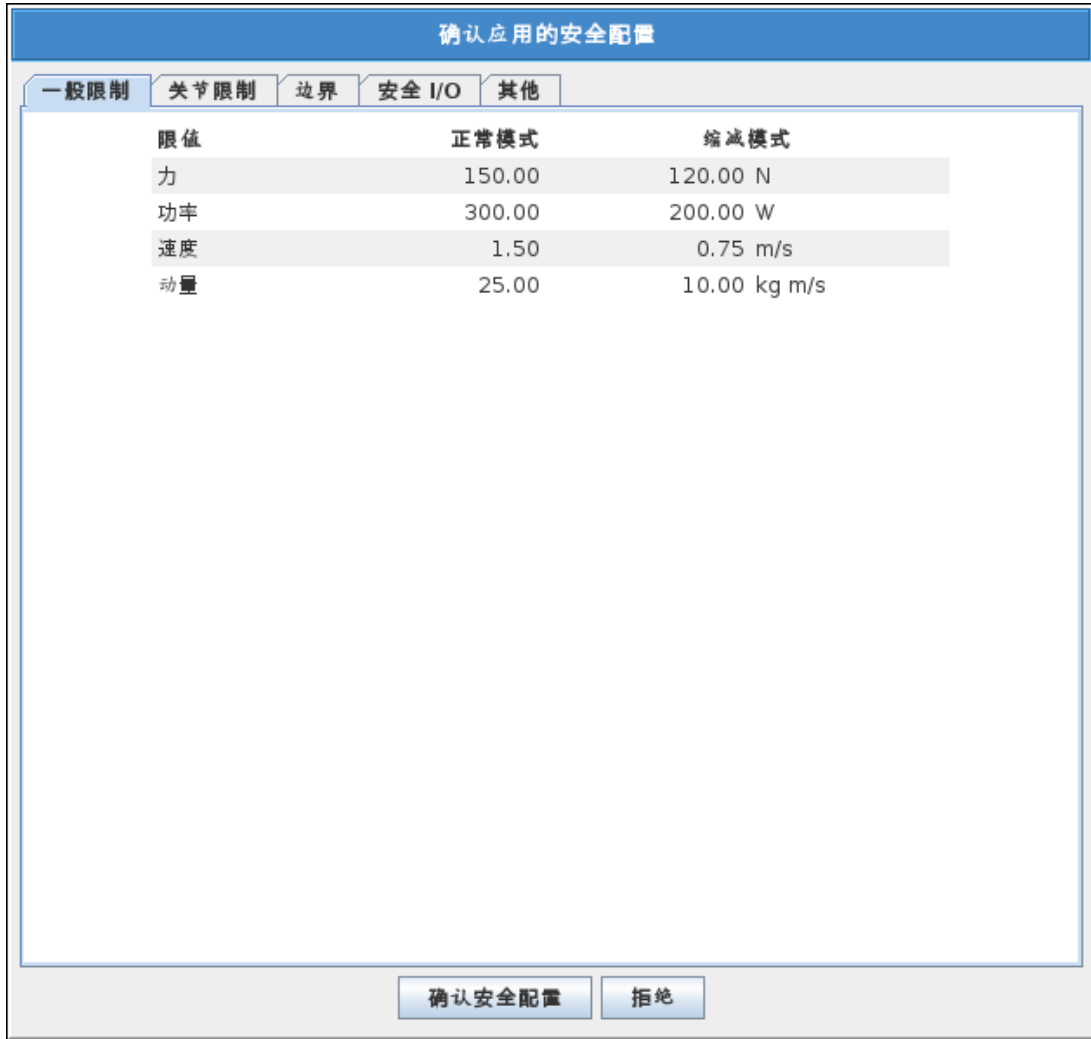 确认应用的安全配置
一般限制 关节限制 边界 安全 I/O 其他
限值 正常模式 缩减模式
力 150.00 120.00 N
功率 300.00 200.00 W
速度 1.50 0.75 m/s
动量 25.00 10.00 kg m/s
确认安全配置 拒绝